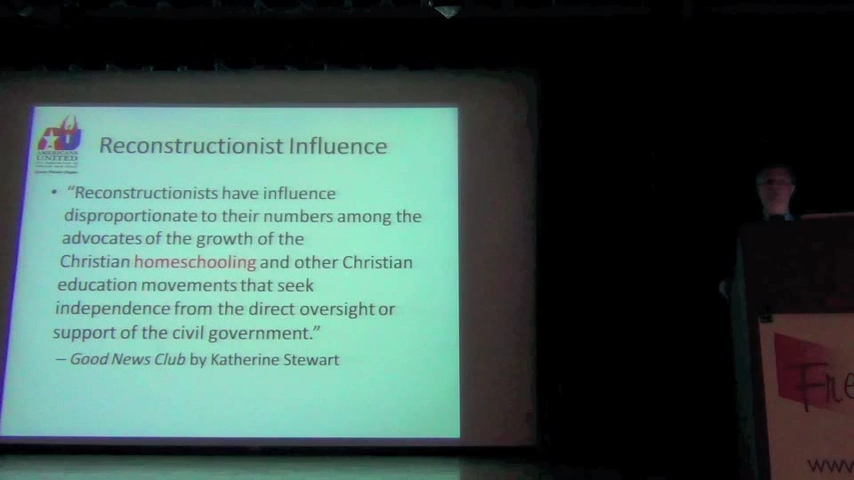 AMERICANS
UNITED
Reconstructionist Influence
• “Reconstructionists have influence
disproportionate to their numbers among the
advocates of the growth of the
Christian homeschooling and other Christian
education movements that seek
independence from the direct oversight or
support of the civil government.”
– Good News Club by Katherine Stewart
Fre
www